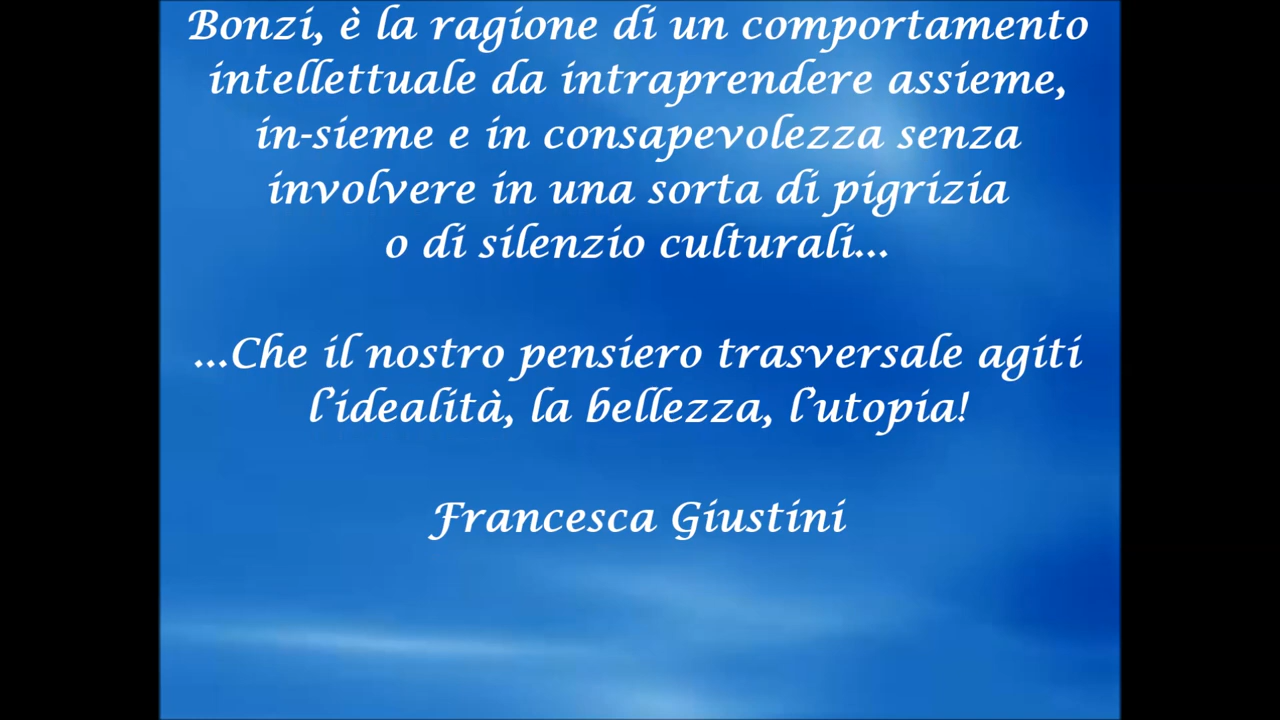 Bonzi, è la ragione di un comportamento
intellettuale da intraprendere assieme,
in-sieme e in consapevolezza senza
involvere in una sorta di pigrizia
o di silenzio culturali...
...Che il nostro pensiero trasversale agiti
l'idealità, la bellezza, l'utopia!
Francesca Giustini